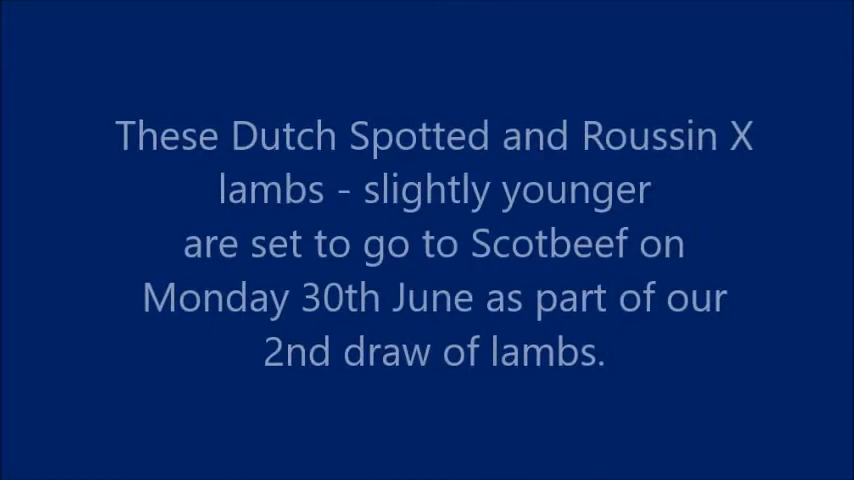 These Dutch Spotted and Roussin X
lambs - slightly younger
are set to go to Scotbeef on
Monday 30th June as part of our
2nd draw of lambs.